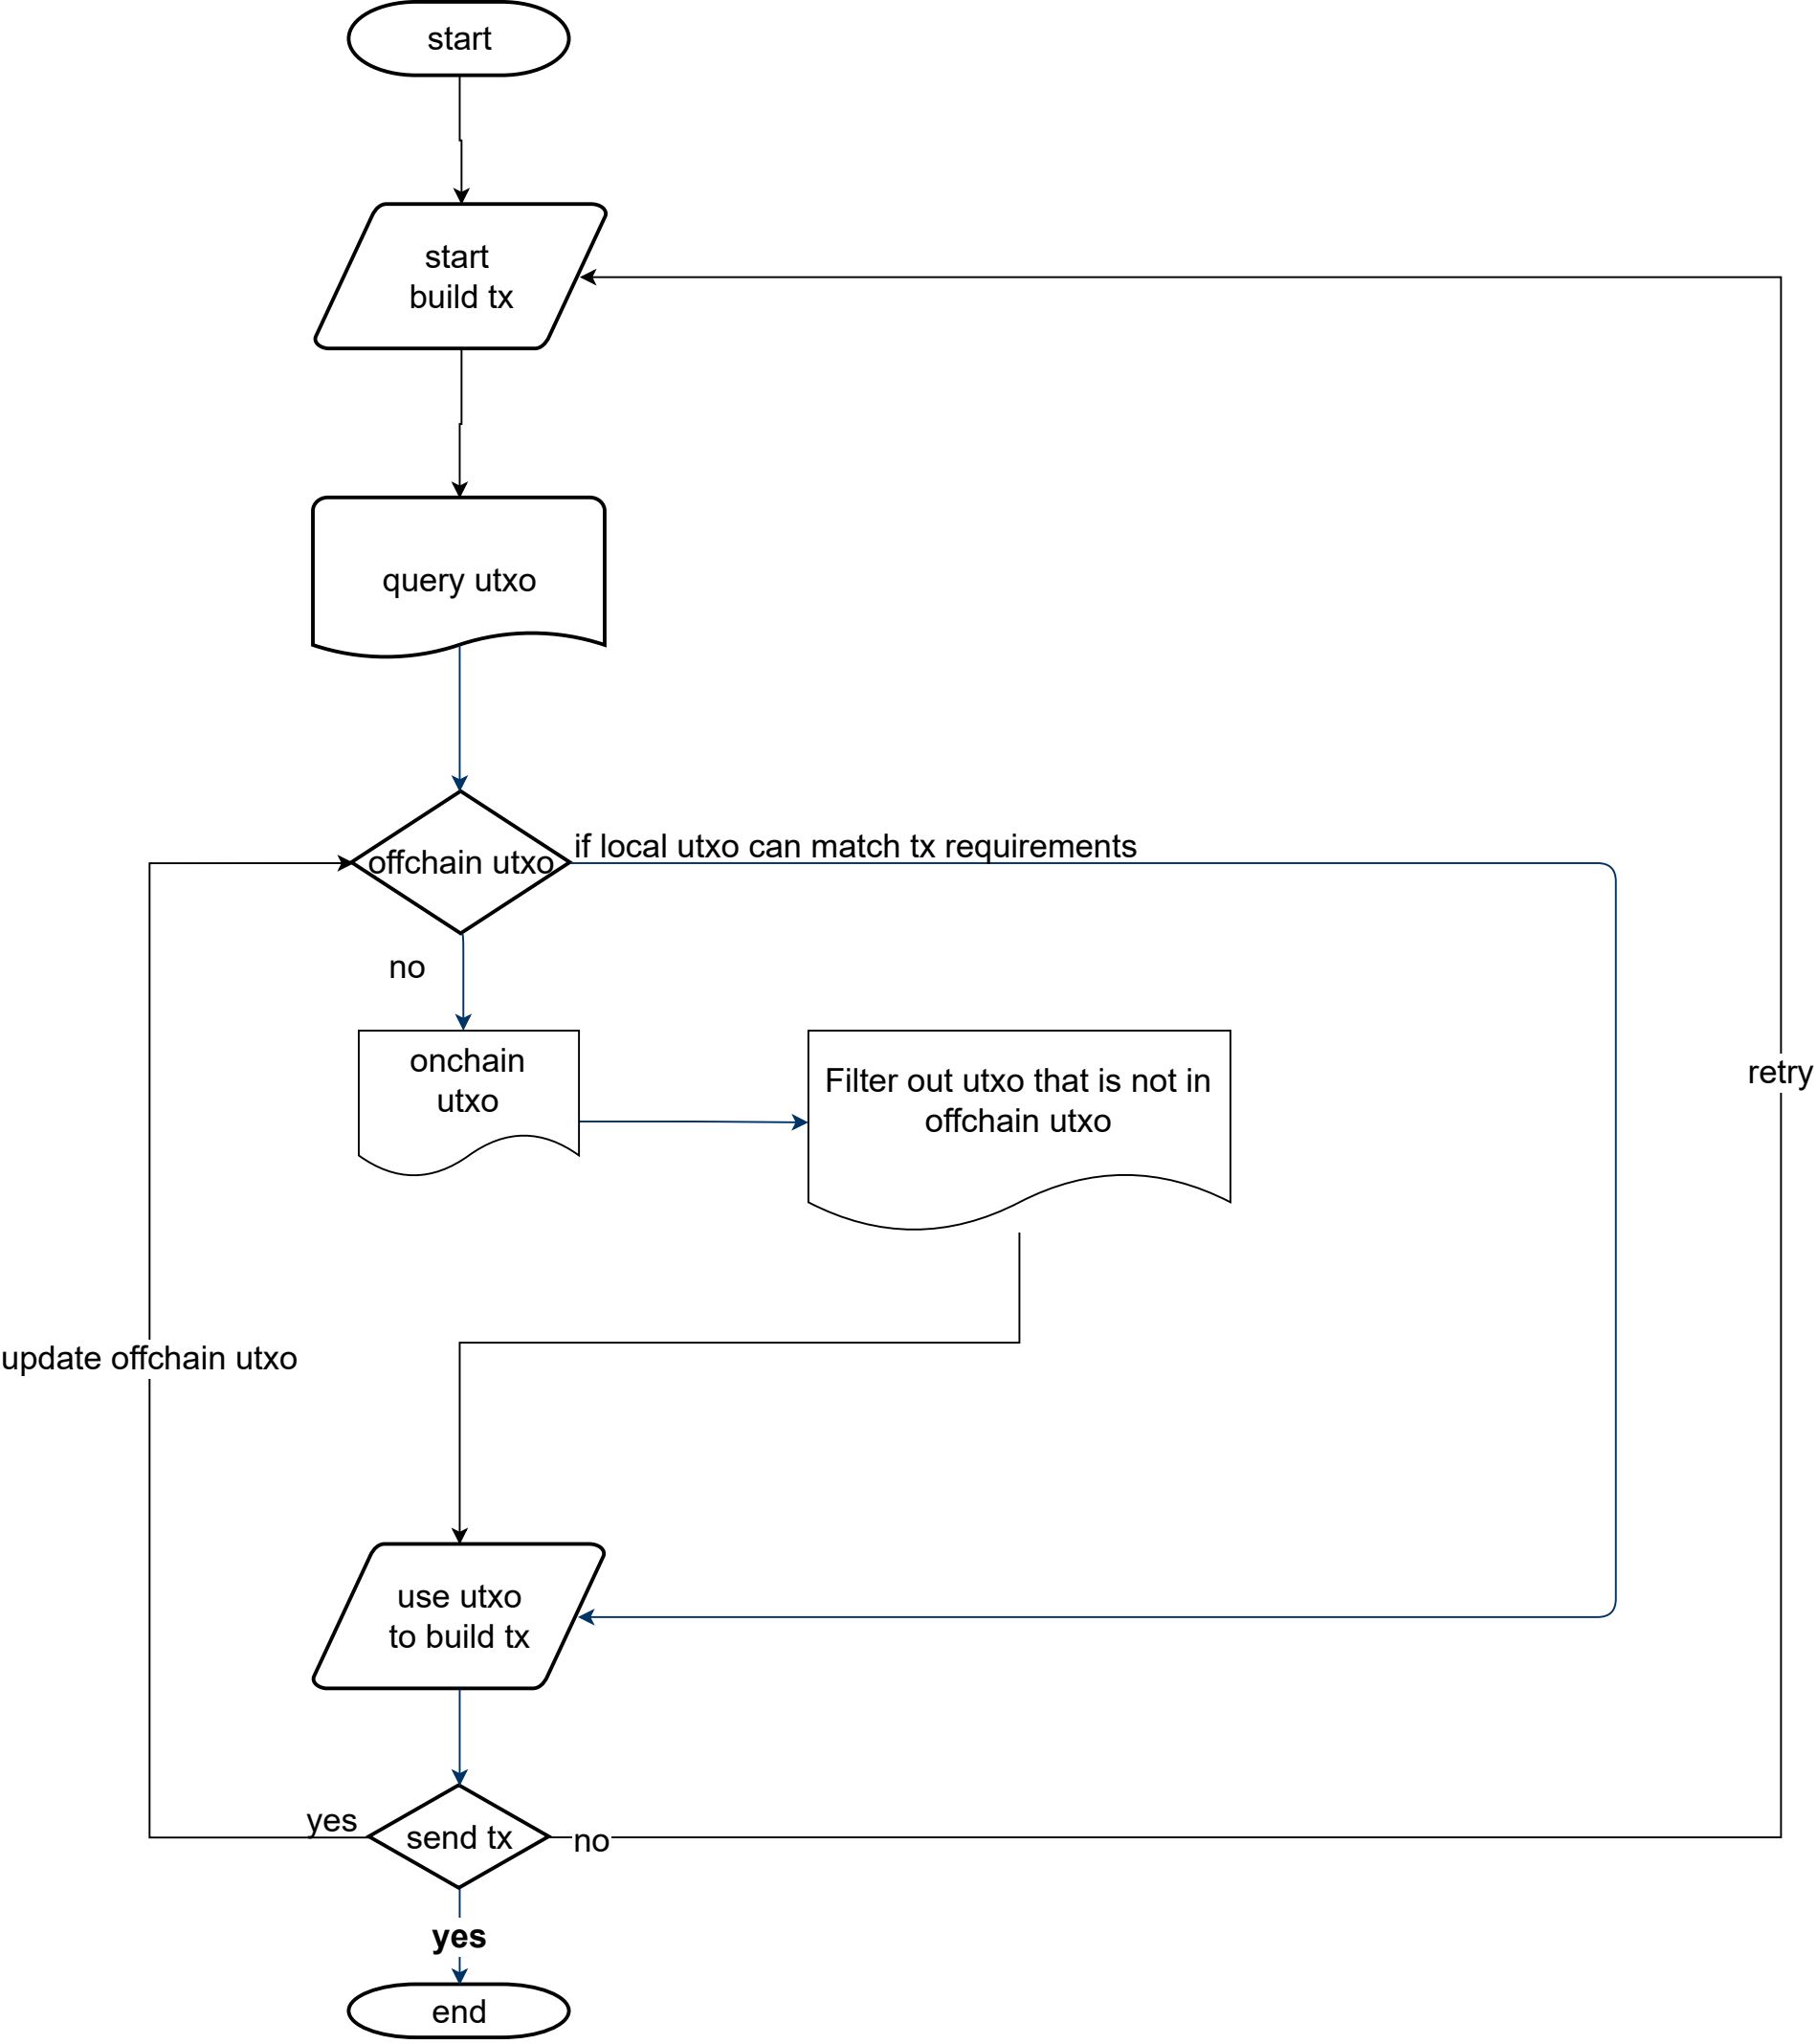 start
start
build tx
query utxo
if local utxo can match tx requirements
offchain utxo
no
onchain
utxo
Filter out utxo that is not in
offchain utxo
retry
update offchain utxo
use utxo
to build tx
yes
send tx
no
yes
end